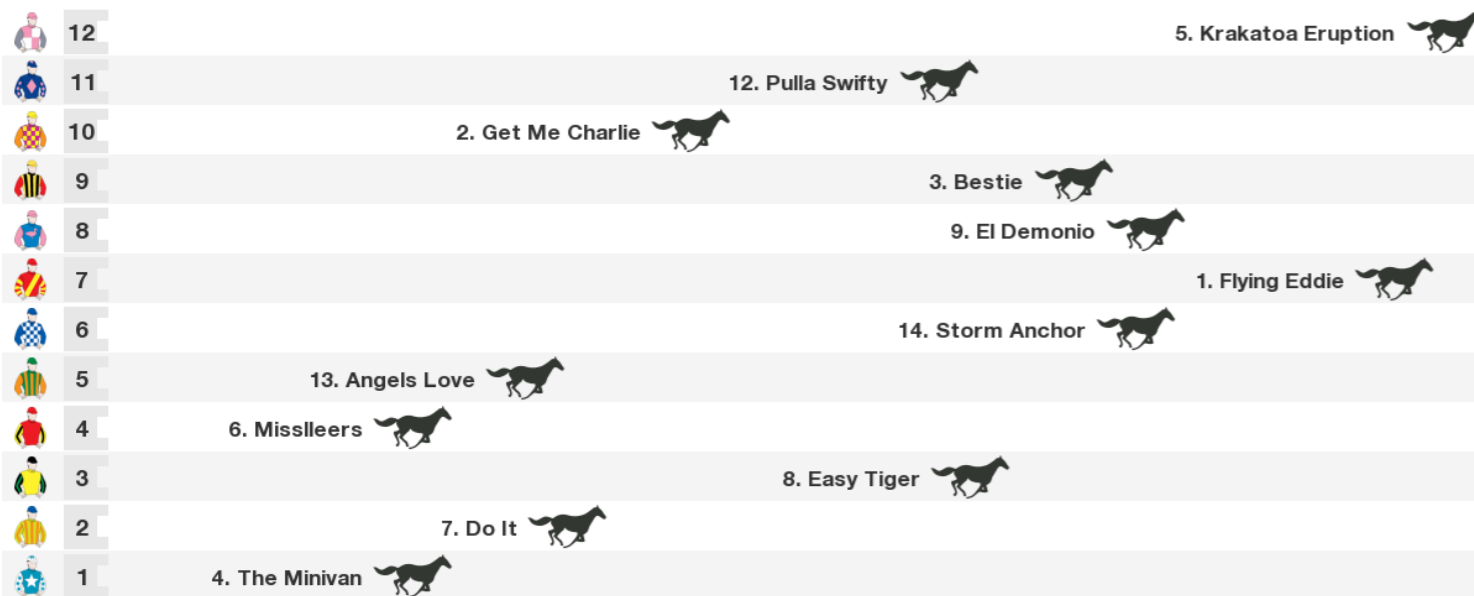 12 5. Krakatoa Eruption
11 12. Pulla Swifty
10 2. Get Me Charlie
9 3. Bestie
8 9. El Demonio
7 1. Flying Eddie
6 14. Storm Anchor
5 13. Angels Love
4 6. Misslleers
3 8. Easy Tiger
2 7. Do It
1 4. The Minivan